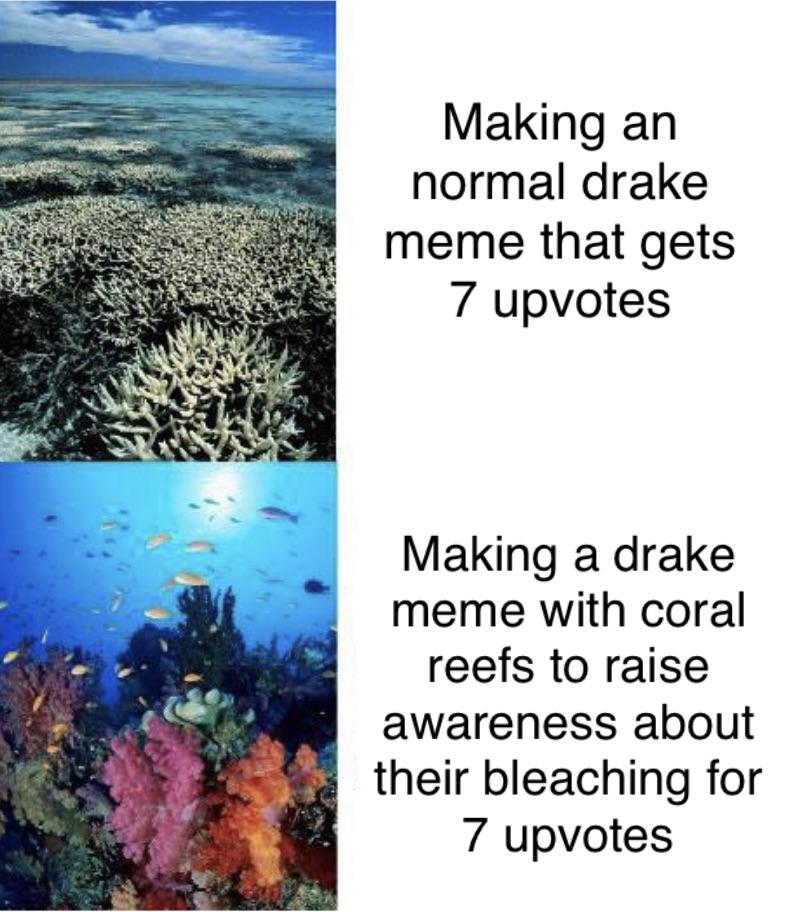 Making an
normal drake
meme that gets
7 upvotes
Making a drake
meme with coral
reefs to raise
awareness about
their bleaching for
7 upvotes